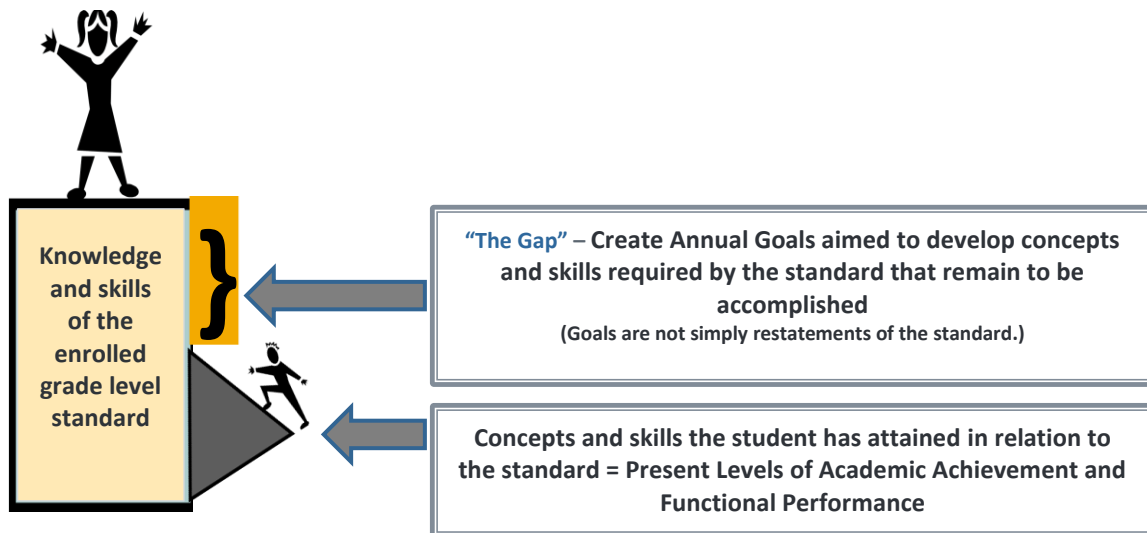 Knowledge
and skills
of the
enrolled
grade level
standard
}
“The Gap” – Create Annual Goals aimed to develop concepts
and skills required by the standard that remain to be
accomplished
(Goals are not simply restatements of the standard.)
Concepts and skills the student has attained in relation to
the standard = Present Levels of Academic Achievement and
Functional Performance